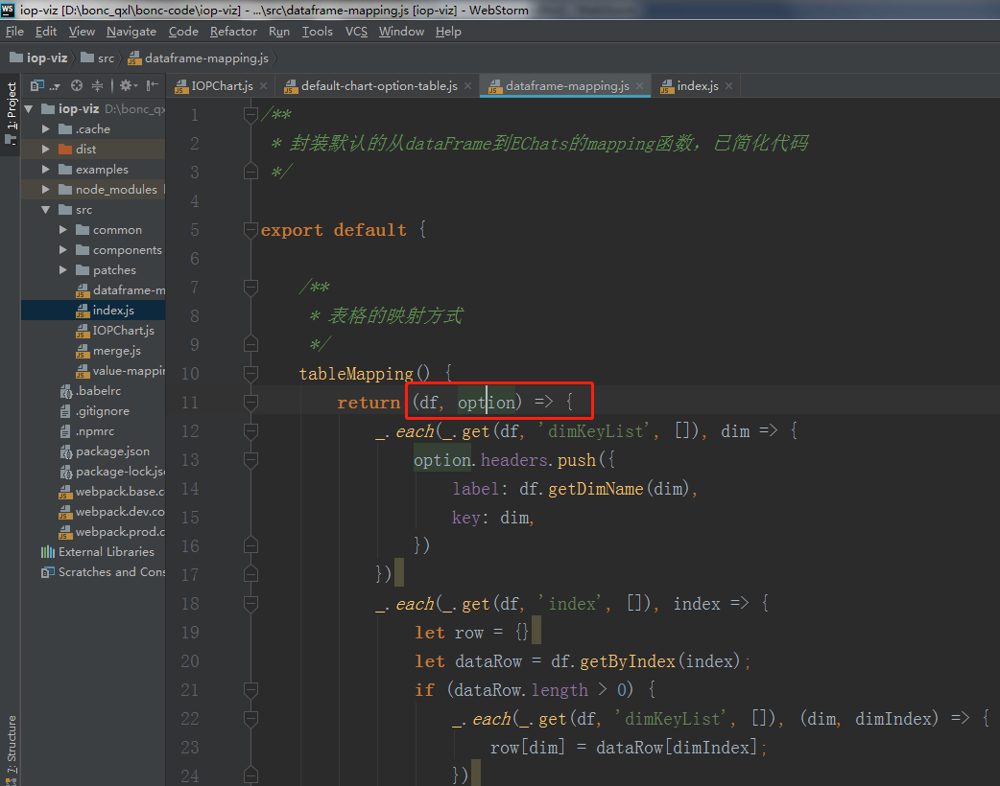 WS iop-viz [D:\bonc_qxl\bonc-code\iop-viz] - ...\src\dataframe-mapping.js [iop-viz] - WebStorm
File Edit View Navigate Code Refactor Run Tools VCS Window Help
iop-viz src dataframe-mapping.js
IOPChart.js default-chart-option-table.js dataframe-mapping.js index.js
1: Project
iop-viz D:\bonc_qx
.cache
dist
examples
node_modules
src
common
components
patches
dataframe-m
index.js
IOPChart.js
merge.js
value-mappin
.babelrc
.gitignore
.npmrc
package.json
package-lock.jso
webpack.base.c
webpack.dev.co
webpack.prod.c
External Libraries
Scratches and Cons
7: Structure
1 /**
2 * 封装默认的从dataFrame到EChats的mapping函数，已简化代码
3 */
4
5 export default {
6
7 /**
8 * 表格的映射方式
9 */
10 tableMapping() {
11 return (df, option) => {
12 _.each(_.get(df, 'dimKeyList', []), dim => {
13 option.headers.push({
14 label: df.getDimName(dim),
15 key: dim,
16 })
17 })
18 _.each(_.get(df, 'index', []), index => {
19 let row = {}
20 let dataRow = df.getByIndex(index);
21 if (dataRow.length > 0) {
22 _.each(_.get(df, 'dimKeyList', []), (dim, dimIndex) => {
23 row[dim] = dataRow[dimIndex];
24 })